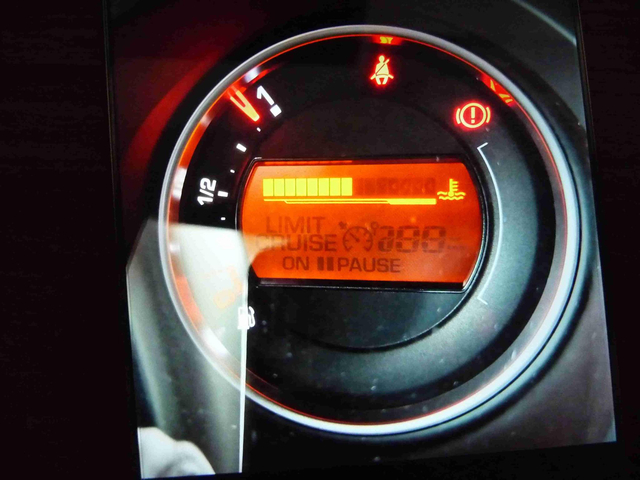 1
1/2
LIMIT
CRUISE
ON PAUSE